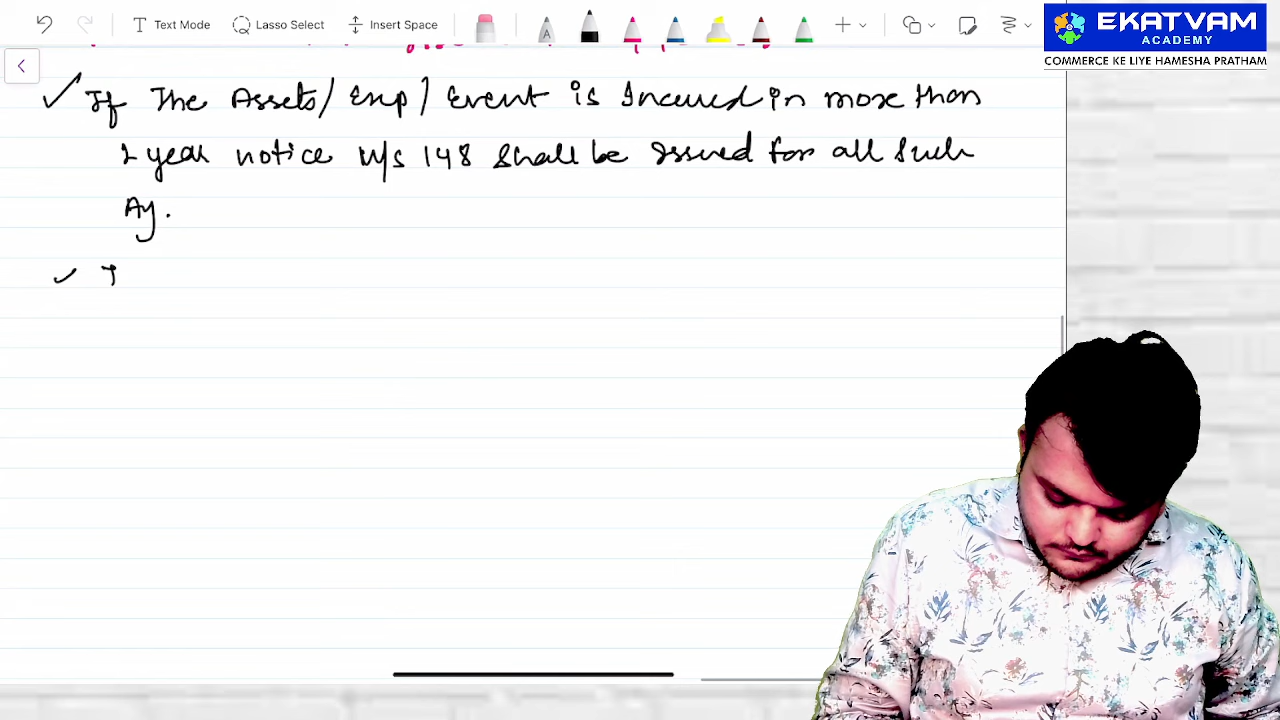 Text Mode Lasso Select Insert Space
EKATVAM
ACADEMY
COMMERCE KE LIYE HAMESHA PRATHAM
If The Assets/ Exp/ Event is Incurred in more than
1 year notice u/s 148 shall be issued for all such
Ay.